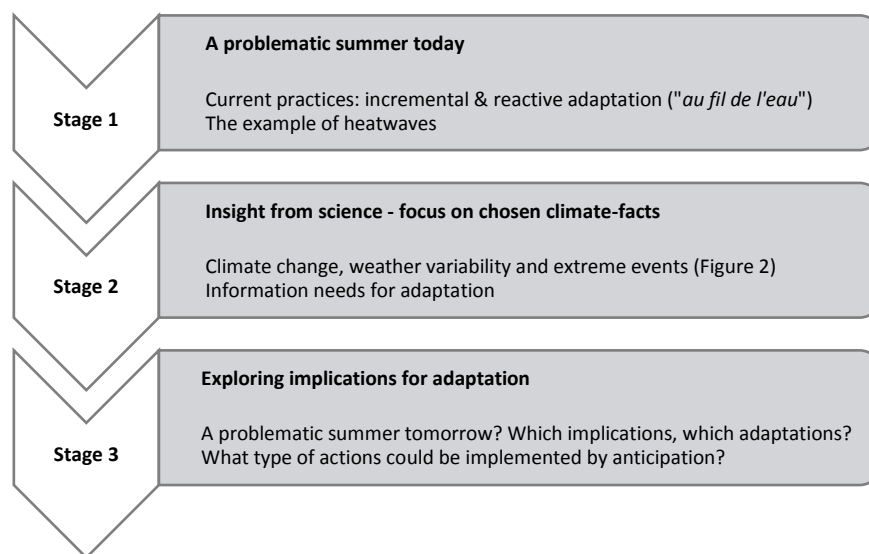 A problematic summer today
Current practices: incremental & reactive adaptation ("au fil de l'eau")
Stage 1
The example of heatwaves
Insight from science - focus on chosen climate-facts
Climate change, weather variability and extreme events (Figure 2)
Stage 2
Information needs for adaptation
Exploring implications for adaptation
A problematic summer tomorrow? Which implications, which adaptations?
Stage 3
What type of actions could be implemented by anticipation?